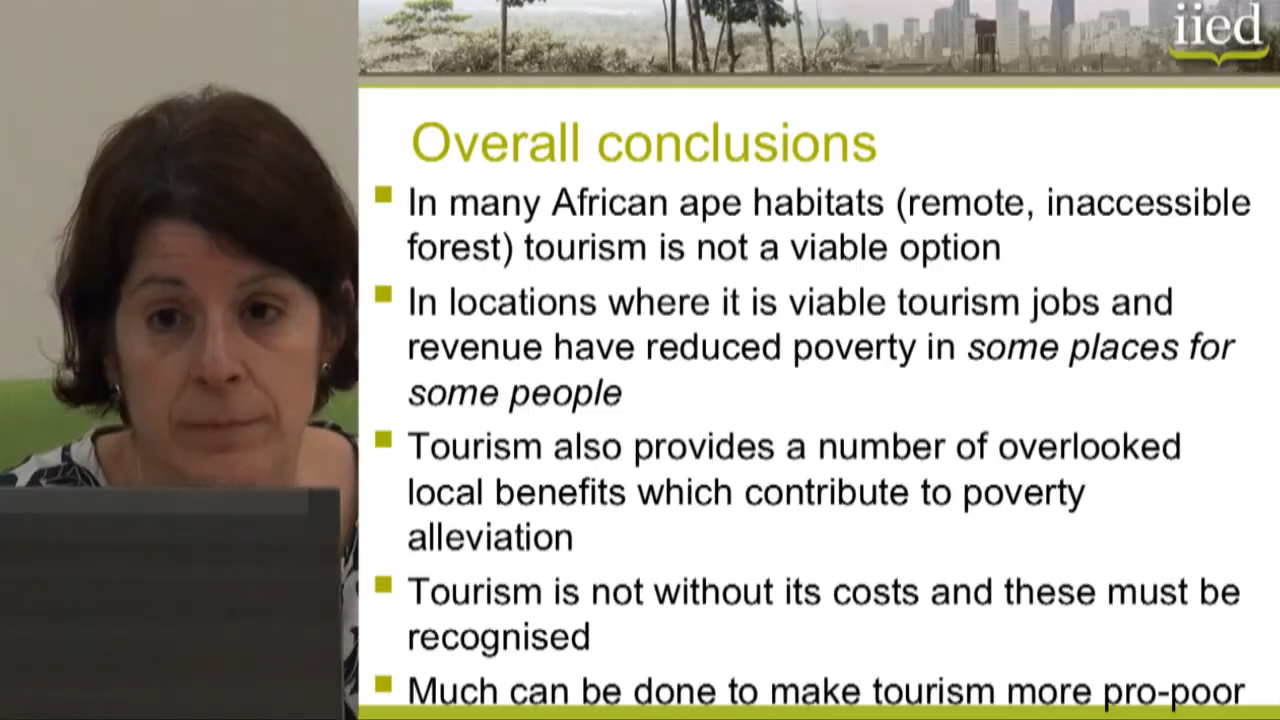 iied
Overall conclusions
In many African ape habitats (remote, inaccessible
forest) tourism is not a viable option
In locations where it is viable tourism jobs and
revenue have reduced poverty in some places for
some people
Tourism also provides a number of overlooked
local benefits which contribute to poverty
alleviation
Tourism is not without its costs and these must be
recognised
Much can be done to make tourism more pro-poor